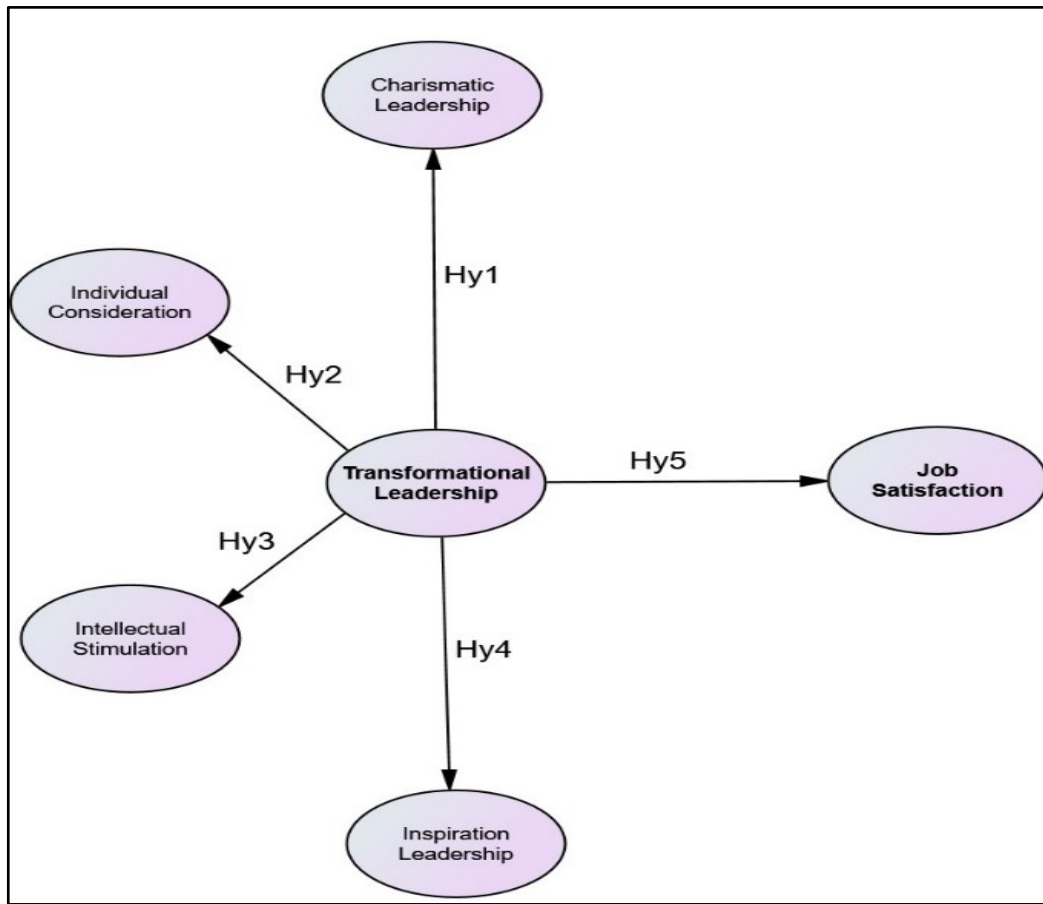 Charismatic
Leadership
Hy1
Individual
Consideration
Hy2
Transformational
Leadership
Hy5
Job
Satisfaction
Hy3
Intellectual
Stimulation
Hy4
Inspiration
Leadership